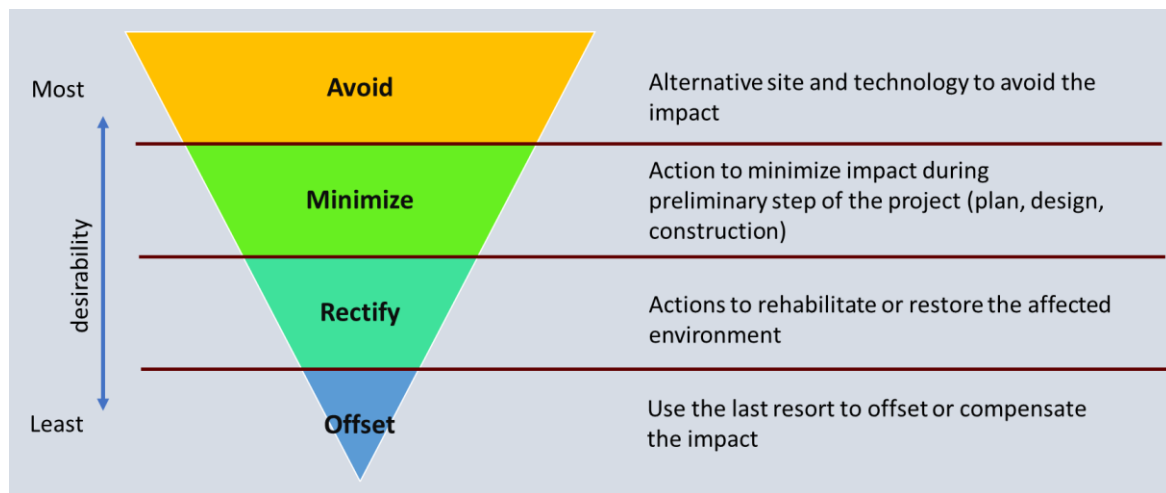 Most
Avoid
Alternative site and technology to avoid the
impact
Minimize
Action to minimize impact during
preliminary step of the project (plan, design,
construction)
desirability
Rectify
Actions to rehabilitate or restore the affected
environment
Least
Offset
Use the last resort to offset or compensate
the impact